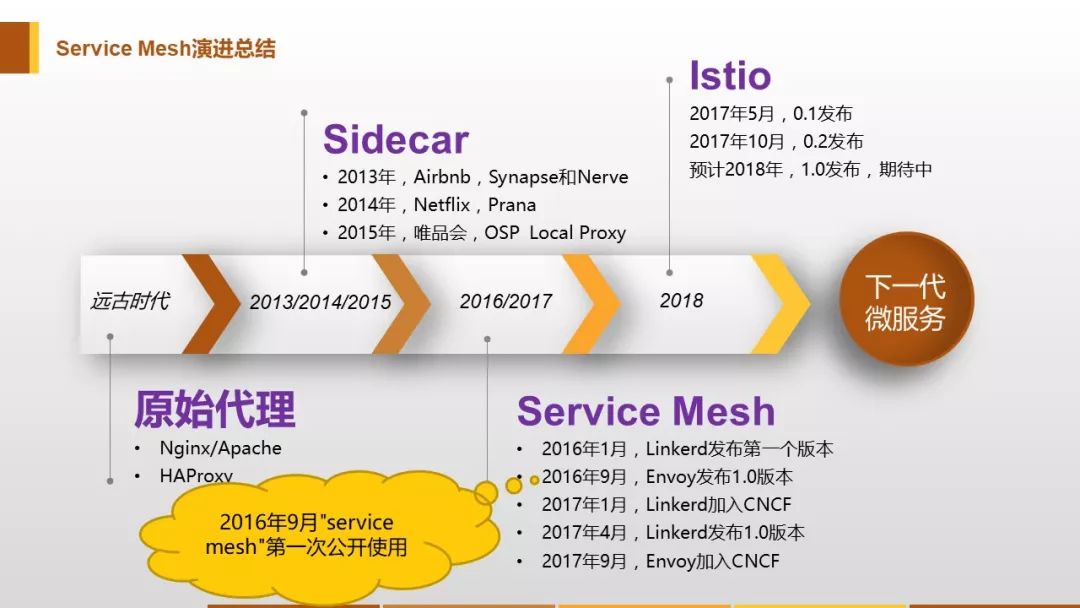 Service Mesh演进总结
Istio
2017年5月，0.1发布
2017年10月，0.2发布
预计2018年，1.0发布，期待中
Sidecar
• 2013年，Airbnb，Synapse和Nerve
• 2014年，Netflix，Prana
• 2015年，唯品会，OSP Local Proxy
远古时代
2013/2014/2015
2016/2017
2018
下一代
微服务
原始代理
• Nginx/Apache
• HAProxy
2016年9月"service
mesh"第一次公开使用
Service Mesh
• 2016年1月，Linkerd发布第一个版本
• 2016年9月，Envoy发布1.0版本
• 2017年1月，Linkerd加入CNCF
• 2017年4月，Linkerd发布1.0版本
• 2017年9月，Envoy加入CNCF